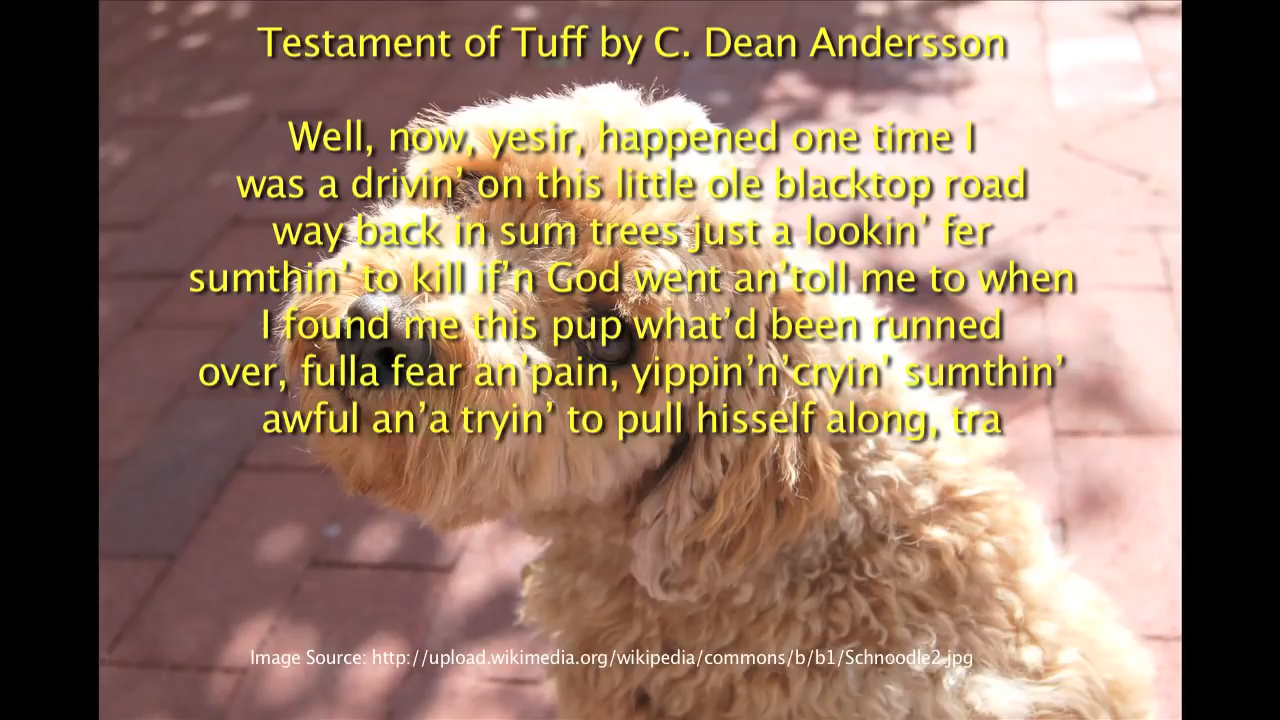 Testament of Tuff by C. Dean Andersson
Well, now, yesir, happened one time I
was a drivin’ on this little ole blacktop road
way back in sum trees just a lookin’ fer
sumthin’ to kill if’n God went an’toll me to when
I found me this pup what’d been runned
over, fulla fear an’pain, yippin’n’cryin’ sumthin’
awful an’a tryin’ to pull hisself along, tra
Image Source: http://upload.wikimedia.org/wikipedia/commons/b/b1/Schnoodle2.jpg